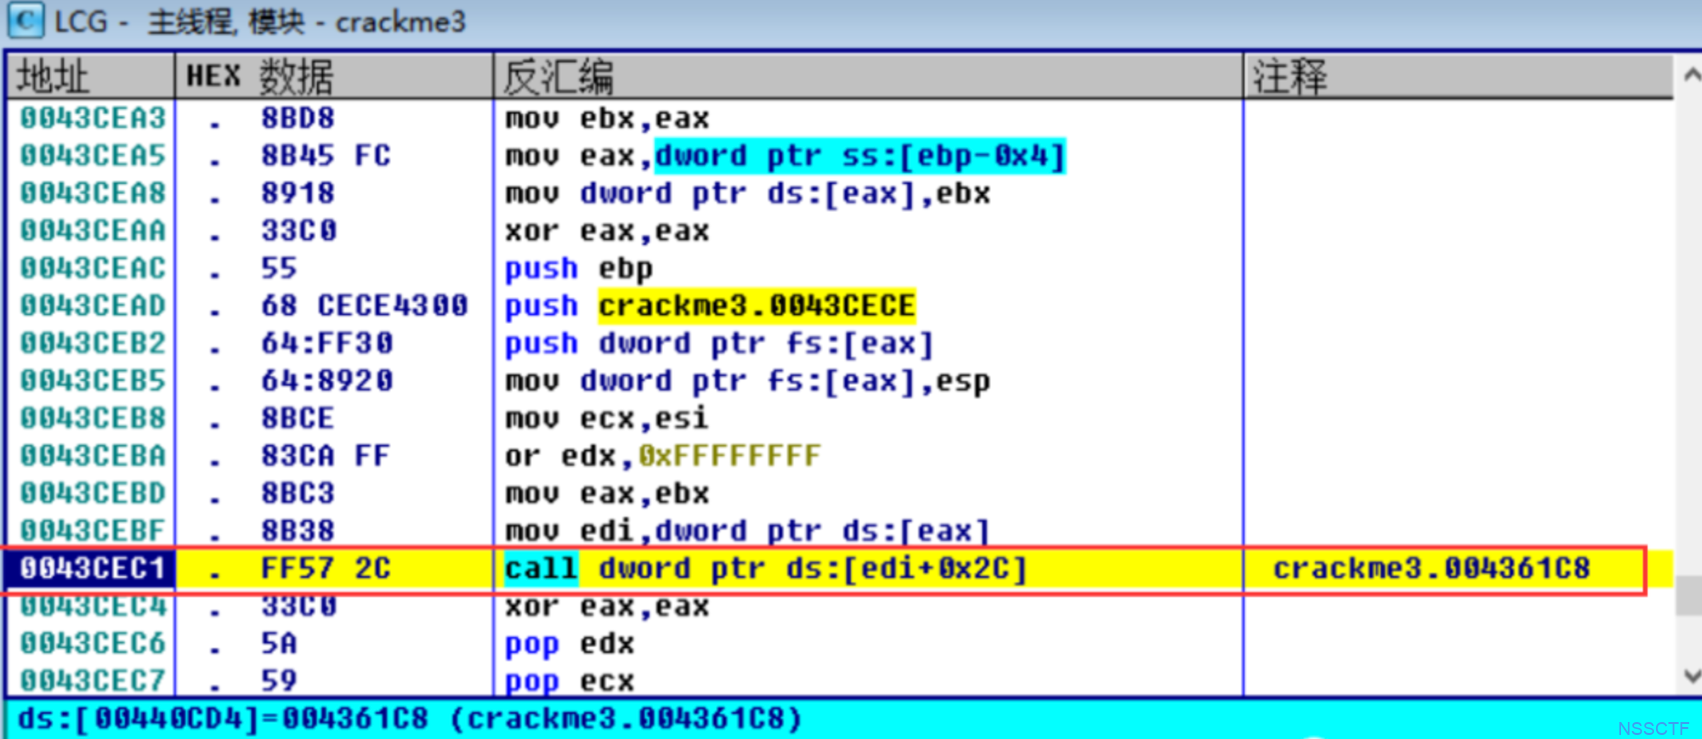 LCG - 主线程, 模块 - crackme3
地址 HEX 数据 反汇编 注释
0043CEA3 . 8BD8 mov ebx,eax
0043CEA5 . 8B45 FC mov eax,dword ptr ss:[ebp-0x4]
0043CEA8 . 8918 mov dword ptr ds:[eax],ebx
0043CEAA . 33C0 xor eax,eax
0043CEAC . 55 push ebp
0043CEAD . 68 CECE4300 push crackme3.0043CECE
0043CEB2 . 64:FF30 push dword ptr fs:[eax]
0043CEB5 . 64:8920 mov dword ptr fs:[eax],esp
0043CEB8 . 8BCE mov ecx,esi
0043CEBA . 83CA FF or edx,0xFFFFFFFF
0043CEBD . 8BC3 mov eax,ebx
0043CEBF . 8B38 mov edi,dword ptr ds:[eax]
0043CEC1 . FF57 2C call dword ptr ds:[edi+0x2C] crackme3.004361C8
0043CEC4 . 33C0 xor eax,eax
0043CEC6 . 5A pop edx
0043CEC7 . 59 pop ecx
ds:[00440CD4]=004361C8 (crackme3.004361C8)
NSSCTF